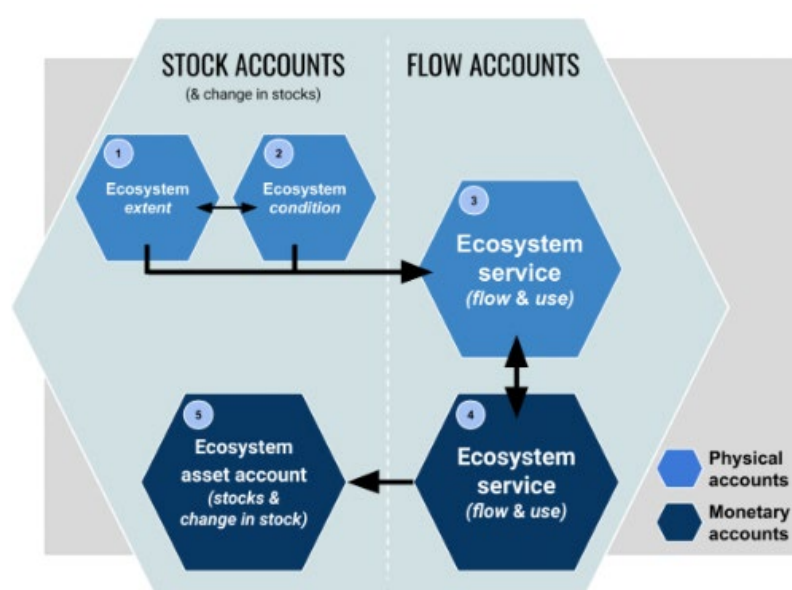 STOCK ACCOUNTS
(& change in stocks)
FLOW ACCOUNTS
1
Ecosystem
extent
2
Ecosystem
condition
3
Ecosystem
service
(flow & use)
5
Ecosystem
asset account
(stocks &
change in stock)
4
Ecosystem
service
(flow & use)
Physical
accounts
Monetary
accounts